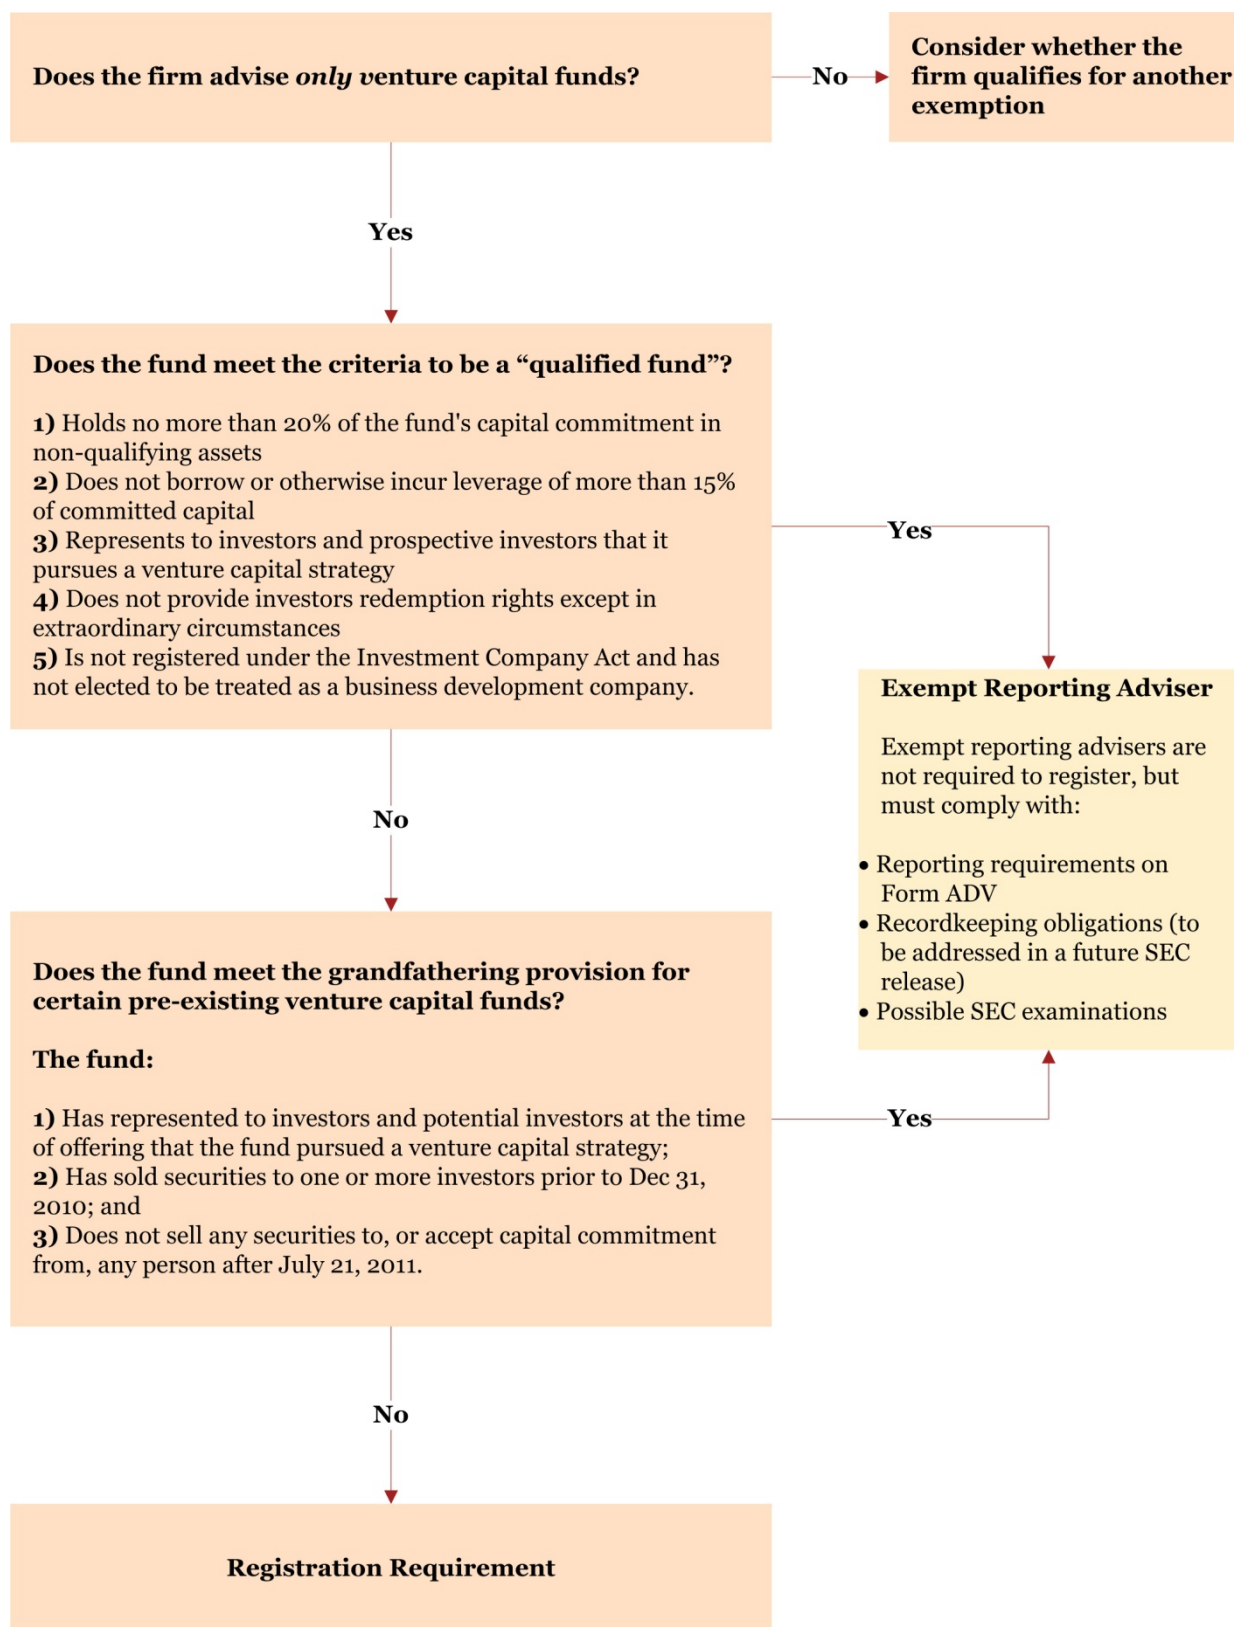 Does the firm advise only venture capital funds?
No
Consider whether the
firm qualifies for another
exemption
Yes
Does the fund meet the criteria to be a “qualified fund”?
1) Holds no more than 20% of the fund's capital commitment in
non-qualifying assets
2) Does not borrow or otherwise incur leverage of more than 15%
of committed capital
3) Represents to investors and prospective investors that it
pursues a venture capital strategy
4) Does not provide investors redemption rights except in
extraordinary circumstances
5) Is not registered under the Investment Company Act and has
not elected to be treated as a business development company.
Yes
No
Exempt Reporting Adviser
Exempt reporting advisers are
not required to register, but
must comply with:
• Reporting requirements on
Form ADV
• Recordkeeping obligations (to
be addressed in a future SEC
release)
• Possible SEC examinations
Does the fund meet the grandfathering provision for
certain pre-existing venture capital funds?
The fund:
1) Has represented to investors and potential investors at the time
of offering that the fund pursued a venture capital strategy;
2) Has sold securities to one or more investors prior to Dec 31,
2010; and
3) Does not sell any securities to, or accept capital commitment
from, any person after July 21, 2011.
Yes
No
Registration Requirement